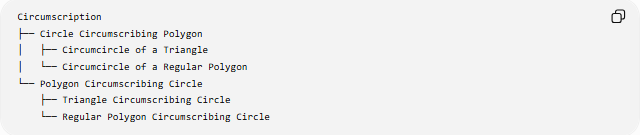 Circumscription
├── Circle Circumscribing Polygon
│   ├── Circumcircle of a Triangle
│   └── Circumcircle of a Regular Polygon
└── Polygon Circumscribing Circle
    ├── Triangle Circumscribing Circle
    └── Regular Polygon Circumscribing Circle